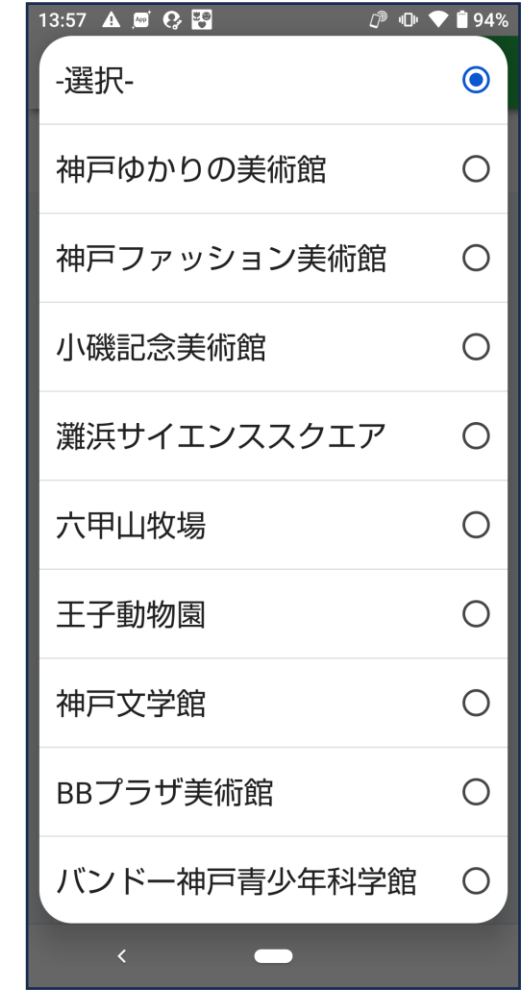 13:57 94%
-選択-
神戸ゆかりの美術館
神戸ファッション美術館
小磯記念美術館
灘浜サイエンススクエア
六甲山牧場
王子動物園
神戸文学館
BBプラザ美術館
バンドー神戸青少年科学館